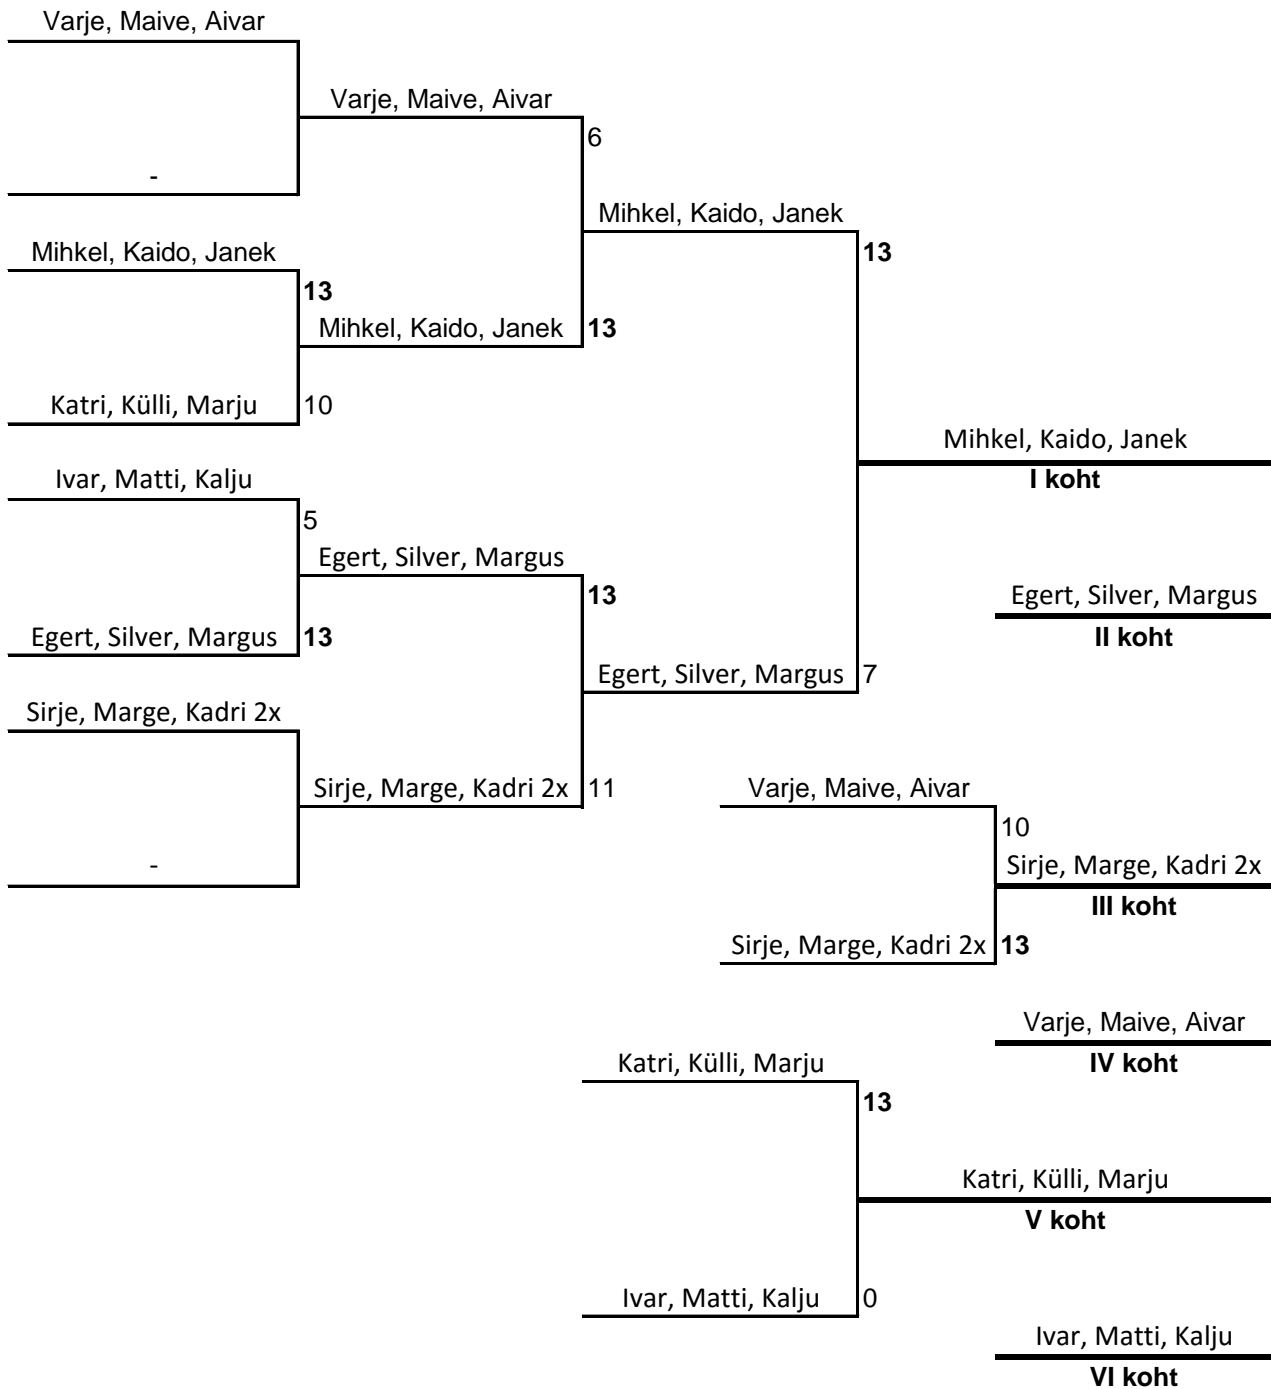 Varje, Maive, Aivar
Varje, Maive, Aivar
6
-
Mihkel, Kaido, Janek
Mihkel, Kaido, Janek
13
13
Mihkel, Kaido, Janek
13
Katri, Külli, Marju
10
Mihkel, Kaido, Janek
I koht
Ivar, Matti, Kalju
5
Egert, Silver, Margus
13
Egert, Silver, Margus
II koht
Egert, Silver, Margus
13
Egert, Silver, Margus
7
Sirje, Marge, Kadri 2x
Sirje, Marge, Kadri 2x
11
Varje, Maive, Aivar
10
-
Sirje, Marge, Kadri 2x
III koht
Sirje, Marge, Kadri 2x
13
Varje, Maive, Aivar
IV koht
Katri, Külli, Marju
13
Katri, Külli, Marju
V koht
Ivar, Matti, Kalju
0
Ivar, Matti, Kalju
VI koht